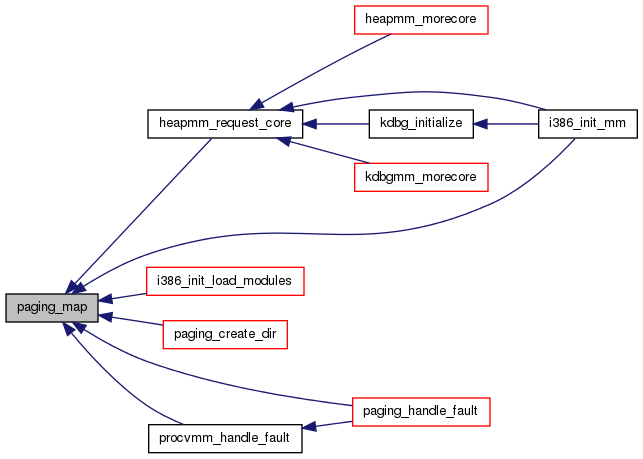 heapmm_morecore
heapmm_request_core
kdbg_initialize
i386_init_mm
kdbgmm_morecore
i386_init_load_modules
paging_map
paging_create_dir
paging_handle_fault
procvmm_handle_fault